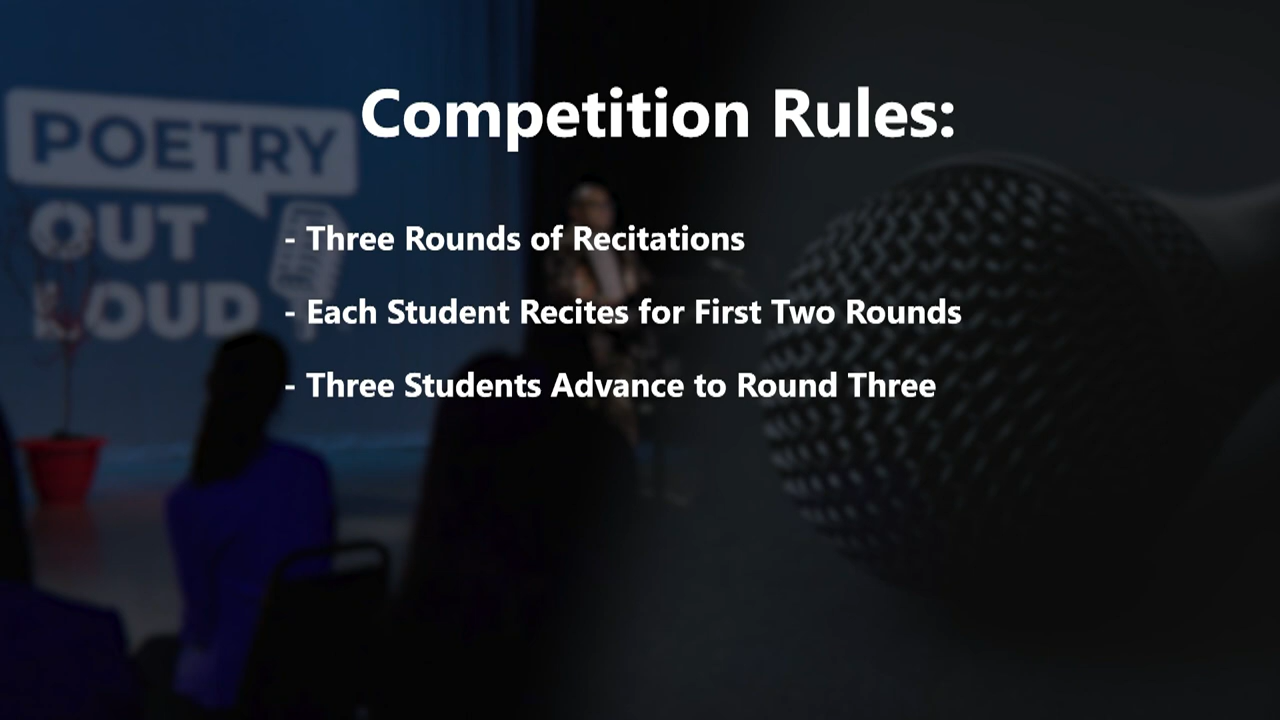 Competition Rules:
POETRY
OUT
LOUD
- Three Rounds of Recitations
- Each Student Recites for First Two Rounds
- Three Students Advance to Round Three